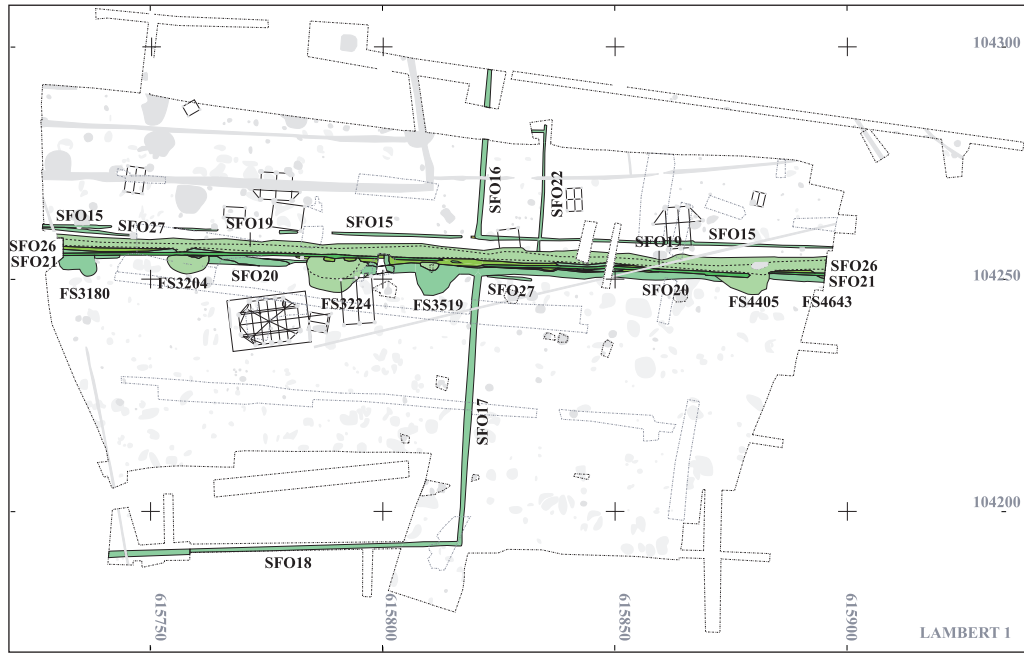 104300
SFO16
SFO22
SFO15
SFO27
SFO19
SFO15
SFO19
SFO15
SFO26
SFO21
SFO26
SFO21
FS3180
FS3204
SFO20
FS3224
FS3519
SFO27
SFO20
FS4405
FS4643
104250
SFO17
104200
SFO18
615750
615800
615850
615900
LAMBERT 1